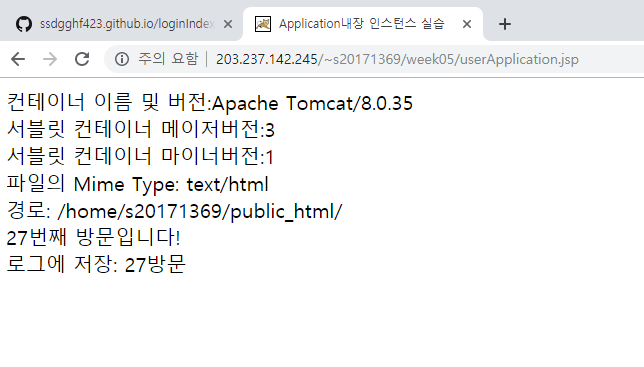 ssdgghf423.github.io/loginIndex
Application내장 인스턴스 실습
주의 요함 203.237.142.245/~s20171369/week05/userApplication.jsp
컨테이너 이름 및 버전:Apache Tomcat/8.0.35
서블릿 컨테이너 메이저버전:3
서블릿 컨데이너 마이너버전:1
파일의 Mime Type: text/html
경로: /home/s20171369/public_html/
27번째 방문입니다!
로그에 저장: 27방문